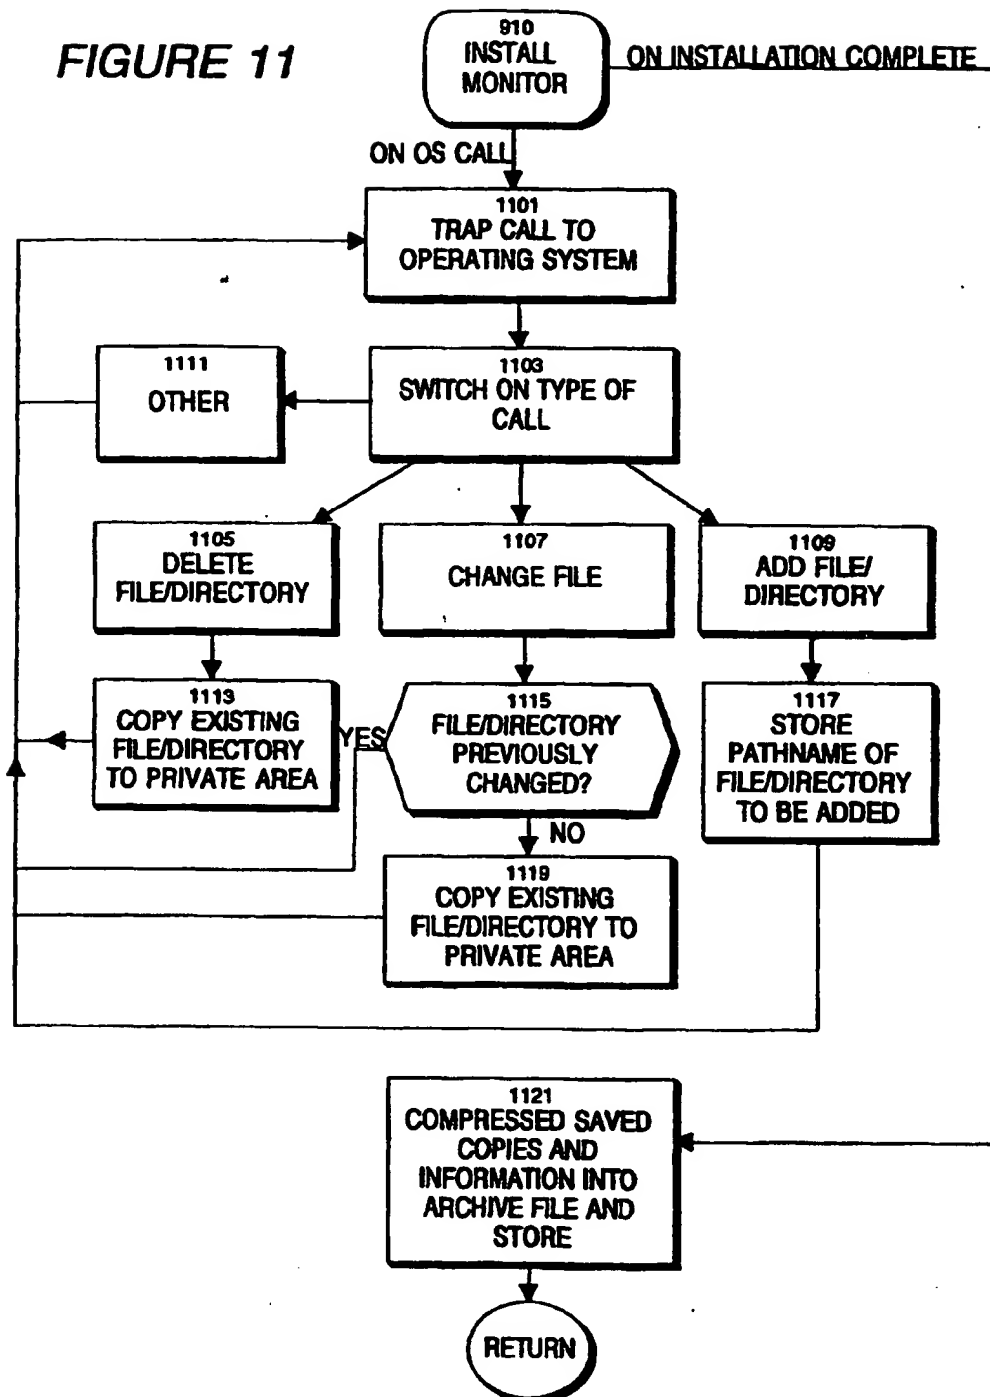 FIGURE 11
910
INSTALL
MONITOR
ON INSTALLATION COMPLETE
ON OS CALL
1101
TRAP CALL TO
OPERATING SYSTEM
1111
OTHER
1103
SWITCH ON TYPE OF
CALL
1105
DELETE
FILE/DIRECTORY
1107
CHANGE FILE
1109
ADD FILE/
DIRECTORY
1113
COPY EXISTING
FILE/DIRECTORY
TO PRIVATE AREA
YES
1115
FILE/DIRECTORY
PREVIOUSLY
CHANGED?
1117
STORE
PATHNAME OF
FILE/DIRECTORY
TO BE ADDED
NO
1119
COPY EXISTING
FILE/DIRECTORY TO
PRIVATE AREA
1121
COMPRESSED SAVED
COPIES AND
INFORMATION INTO
ARCHIVE FILE AND
STORE
RETURN